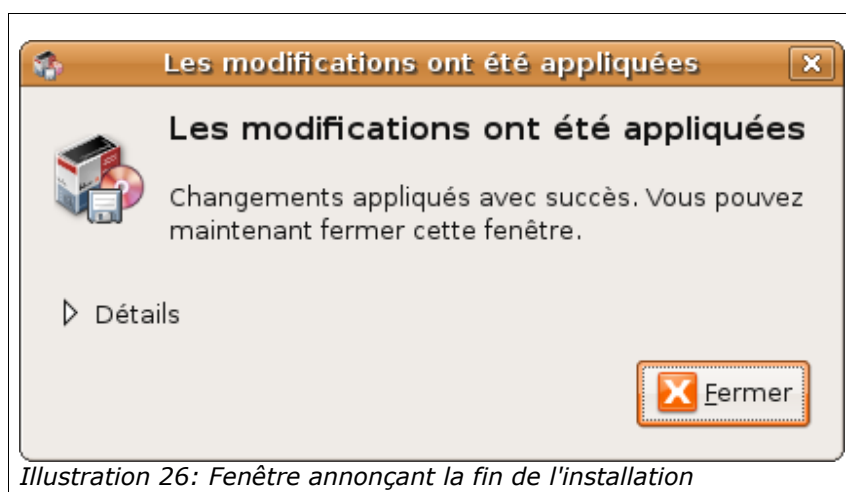 Les modifications ont été appliquées
Les modifications ont été appliquées
Changements appliqués avec succès. Vous pouvez
maintenant fermer cette fenêtre.
Détails
Fermer
Illustration 26: Fenêtre annonçant la fin de l'installation